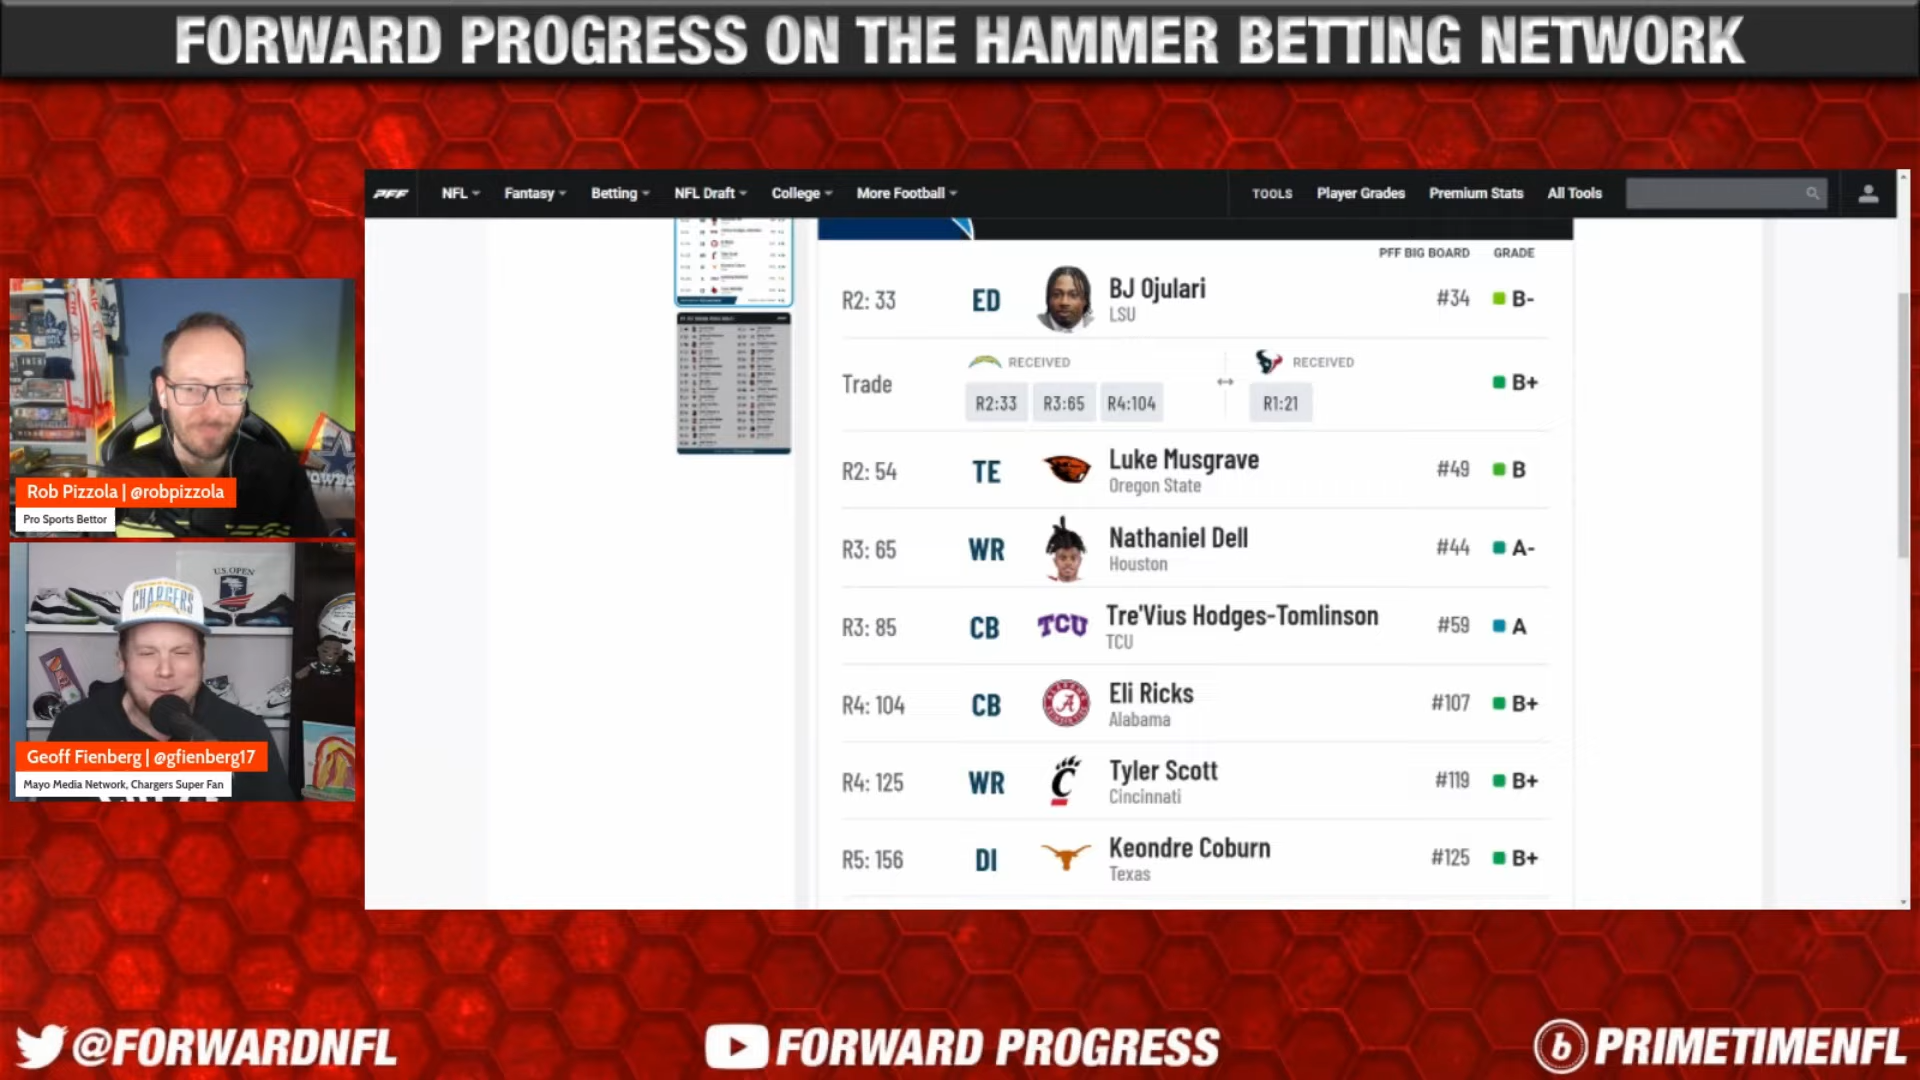 FORWARD PROGRESS ON THE HAMMER BETTING NETWORK
PFF NFL Fantasy Betting NFL Draft College More Football TOOLS Player Grades Premium Stats All Tools
PFF BIG BOARD GRADE
R2: 33 ED BJ Ojulari #34 B-
LSU
Trade RECEIVED RECEIVED B+
R2:33 R3:65 R4:104 R1:21
R2: 54 TE Luke Musgrave #49 B
Oregon State
R3: 65 WR Nathaniel Dell #44 A-
Houston
R3: 85 CB TCU Tre'Vius Hodges-Tomlinson #59 A
TCU
R4: 104 CB Eli Ricks #107 B+
Alabama
R4: 125 WR Tyler Scott #119 B+
Cincinnati
R5: 156 DI Keondre Coburn #125 B+
Texas
Rob Pizzola | @robpizzola
Pro Sports Bettor
U.S. OPEN
CHARGERS
Geoff Fienberg | @gfienberg17
Mayo Media Network, Chargers Super Fan
@FORWARDNFL
FORWARD PROGRESS
b PRIMETIMENFL